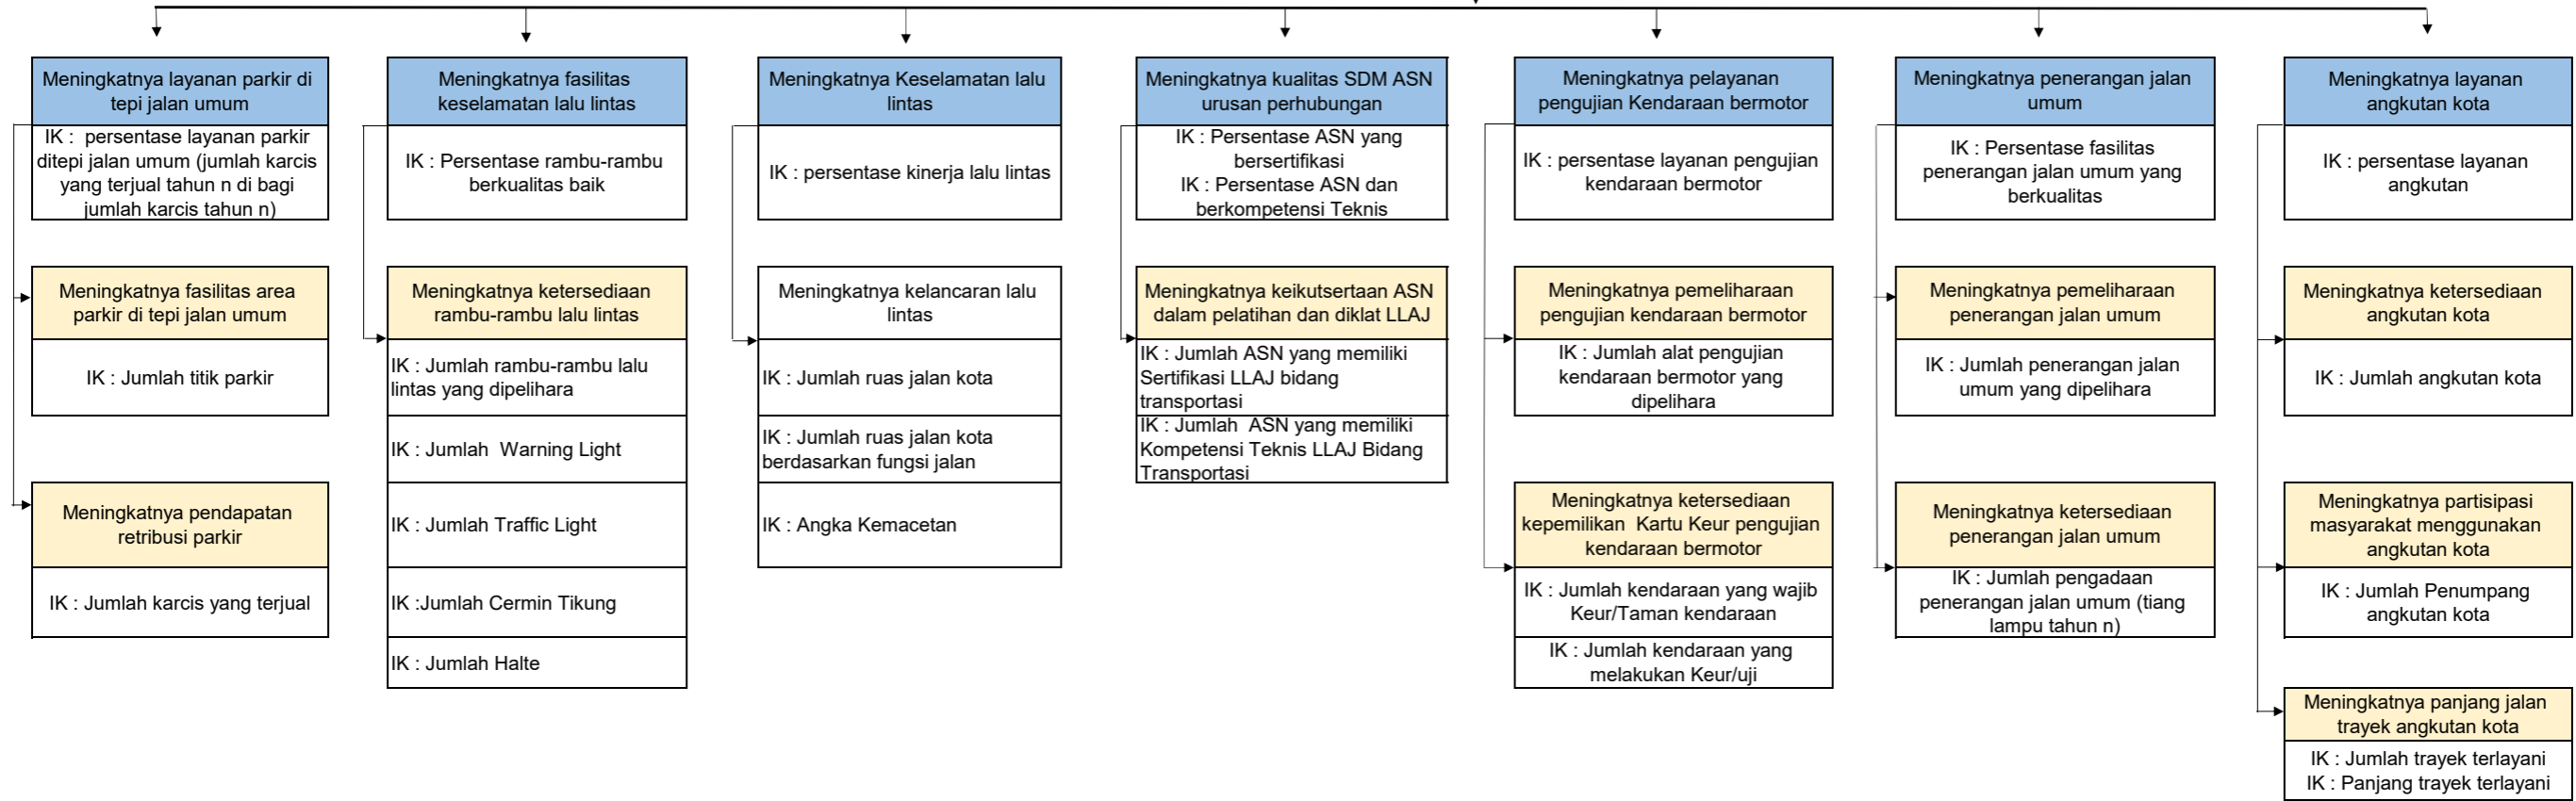 Meningkatnya layanan parkir di
tepi jalan umum
IK :  persentase layanan parkir
ditepi jalan umum (jumlah karcis
yang terjual tahun n di bagi
jumlah karcis tahun n)
Meningkatnya fasilitas area
parkir di tepi jalan umum
IK : Jumlah titik parkir
Meningkatnya pendapatan
retribusi parkir
IK : Jumlah karcis yang terjual
Meningkatnya fasilitas
keselamatan lalu lintas
IK : Persentase rambu-rambu
berkualitas baik
Meningkatnya ketersediaan
rambu-rambu lalu lintas
IK : Jumlah rambu-rambu lalu
lintas yang dipelihara
IK : Jumlah  Warning Light
IK : Jumlah Traffic Light
IK :Jumlah Cermin Tikung
IK : Jumlah Halte
Meningkatnya Keselamatan lalu
lintas
IK : persentase kinerja lalu lintas
Meningkatnya kelancaran lalu
lintas
IK : Jumlah ruas jalan kota
IK : Jumlah ruas jalan kota
berdasarkan fungsi jalan
IK : Angka Kemacetan
Meningkatnya kualitas SDM ASN
urusan perhubungan
IK : Persentase ASN yang
bersertifikasi
IK : Persentase ASN dan
berkompetensi Teknis
Meningkatnya keikutsertaan ASN
dalam pelatihan dan diklat LLAJ
IK : Jumlah ASN yang memiliki
Sertifikasi LLAJ bidang
transportasi
IK : Jumlah  ASN yang memiliki
Kompetensi Teknis LLAJ Bidang
Transportasi
Meningkatnya pelayanan
pengujian Kendaraan bermotor
IK : persentase layanan pengujian
kendaraan bermotor
Meningkatnya pemeliharaan
pengujian kendaraan bermotor
IK : Jumlah alat pengujian
kendaraan bermotor yang
dipelihara
Meningkatnya ketersediaan
kepemilikan  Kartu Keur pengujian
kendaraan bermotor
IK : Jumlah kendaraan yang wajib
Keur/Taman kendaraan
IK : Jumlah kendaraan yang
melakukan Keur/uji
Meningkatnya penerangan jalan
umum
IK : Persentase fasilitas
penerangan jalan umum yang
berkualitas
Meningkatnya pemeliharaan
penerangan jalan umum
IK : Jumlah penerangan jalan
umum yang dipelihara
Meningkatnya ketersediaan
penerangan jalan umum
IK : Jumlah pengadaan
penerangan jalan umum (tiang
lampu tahun n)
Meningkatnya layanan
angkutan kota
IK : persentase layanan
angkutan
Meningkatnya ketersediaan
angkutan kota
IK : Jumlah angkutan kota
Meningkatnya partisipasi
masyarakat menggunakan
angkutan kota
IK : Jumlah Penumpang
angkutan kota
Meningkatnya panjang jalan
trayek angkutan kota
IK : Jumlah trayek terlayani
IK : Panjang trayek terlayani